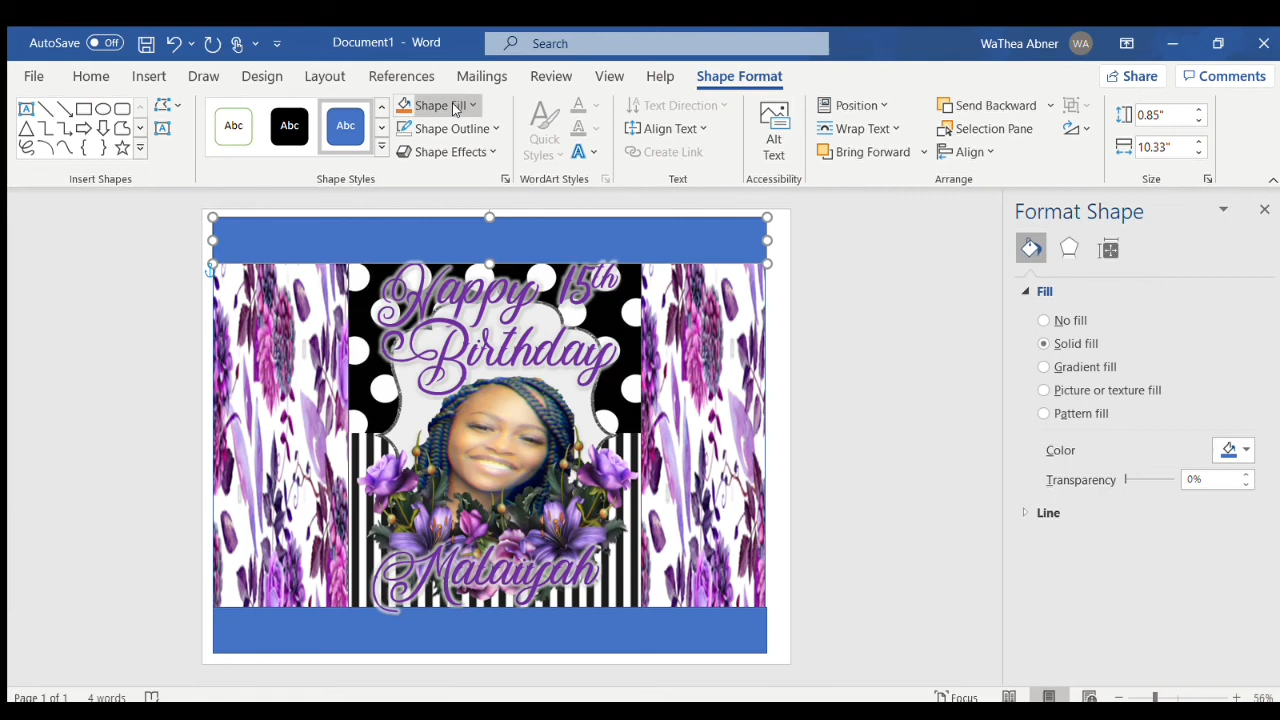 AutoSave Off Document1 - Word Search WaThea Abner WA
File Home Insert Draw Design Layout References Mailings Review View Help Shape Format Share Comments
Abc Abc Abc
Shape Fill
Shape Outline
Shape Effects
Quick
Styles
Text Direction
Align Text
Create Link
Alt
Text
Position
Wrap Text
Bring Forward
Send Backward
Selection Pane
Align
0.85"
10.33"
Insert Shapes Shape Styles WordArt Styles Text Accessibility Arrange Size
Happy 15th
Birthday
Malaiyah
Format Shape
Fill
No fill
Solid fill
Gradient fill
Picture or texture fill
Pattern fill
Color
Transparency 0%
Line
Page 1 of 1 4 words Focus 56%